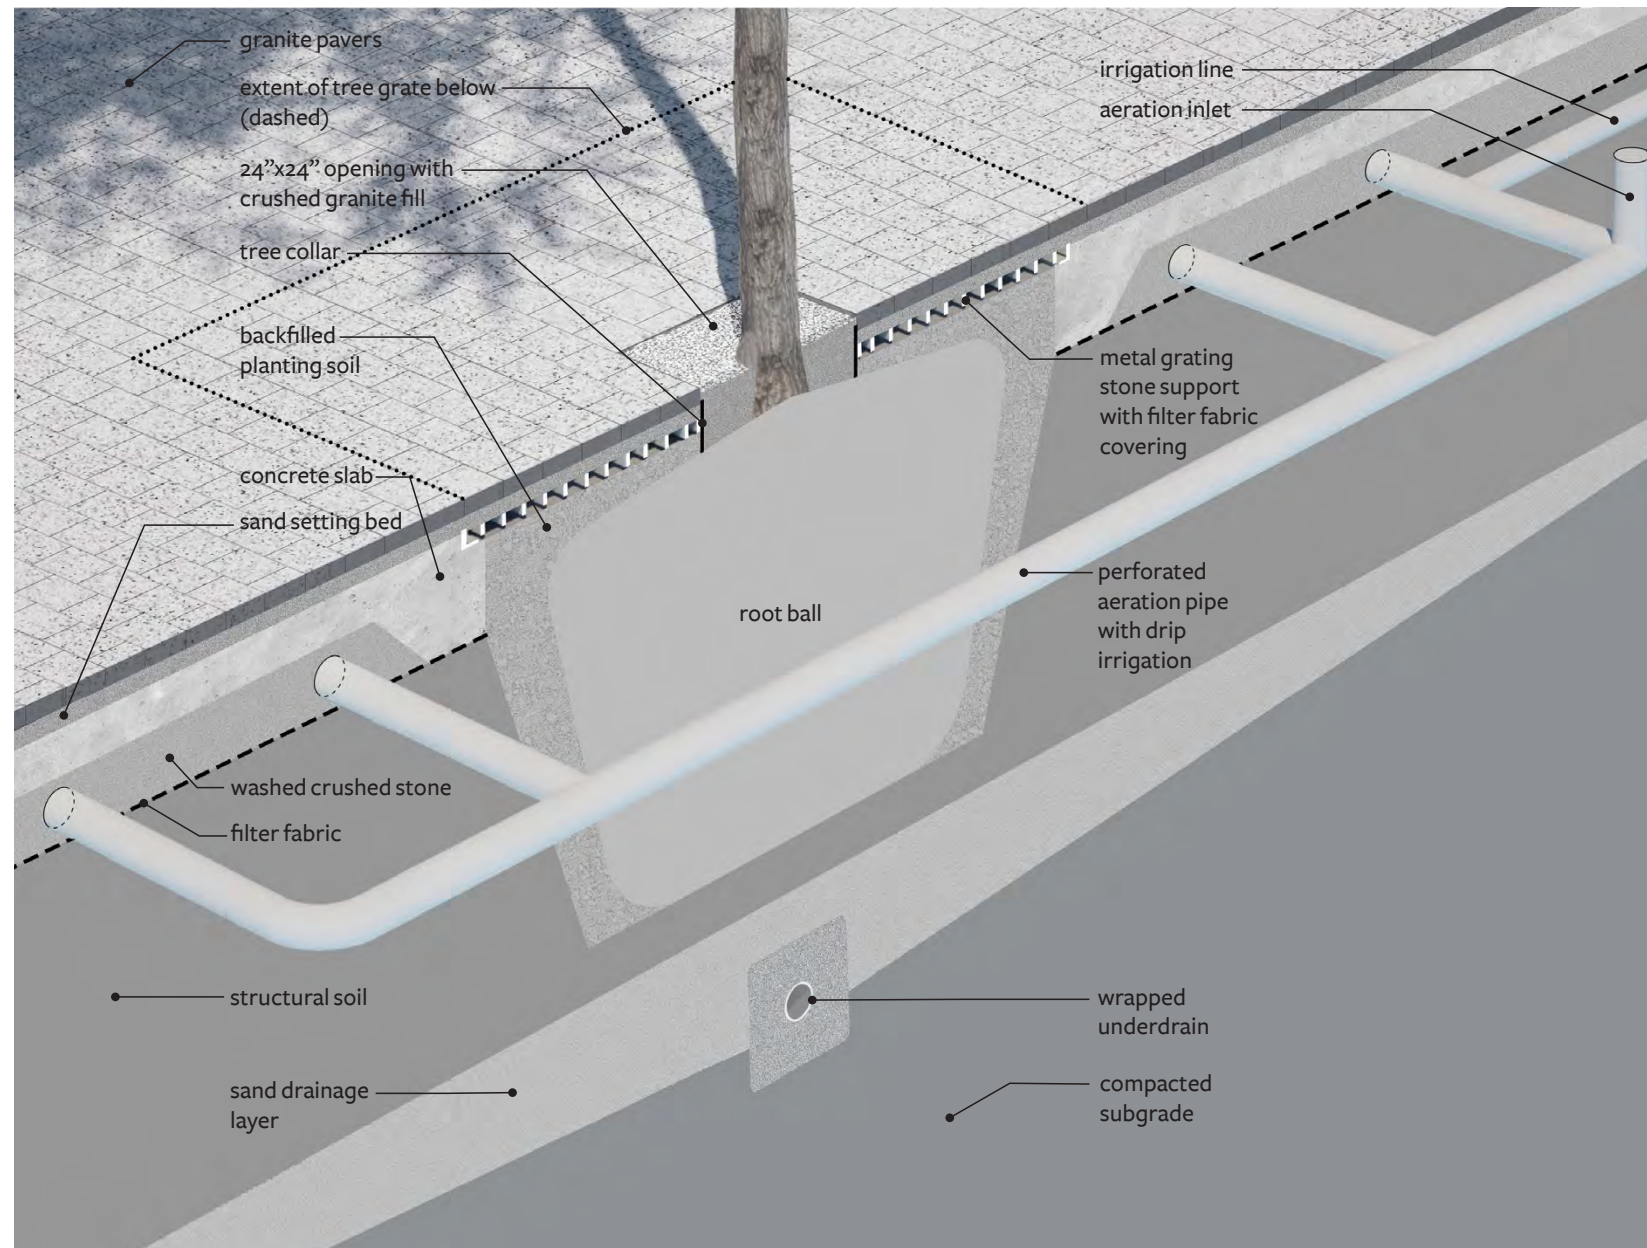 granite pavers
extent of tree grate below
(dashed)
24”x24” opening with
crushed granite fill
tree collar
backfilled
planting soil
concrete slab
sand setting bed
washed crushed stone
filter fabric
structural soil
sand drainage
layer
root ball
irrigation line
aeration inlet
metal grating
stone support
with filter fabric
covering
perforated
aeration pipe
with drip
irrigation
wrapped
underdrain
compacted
subgrade